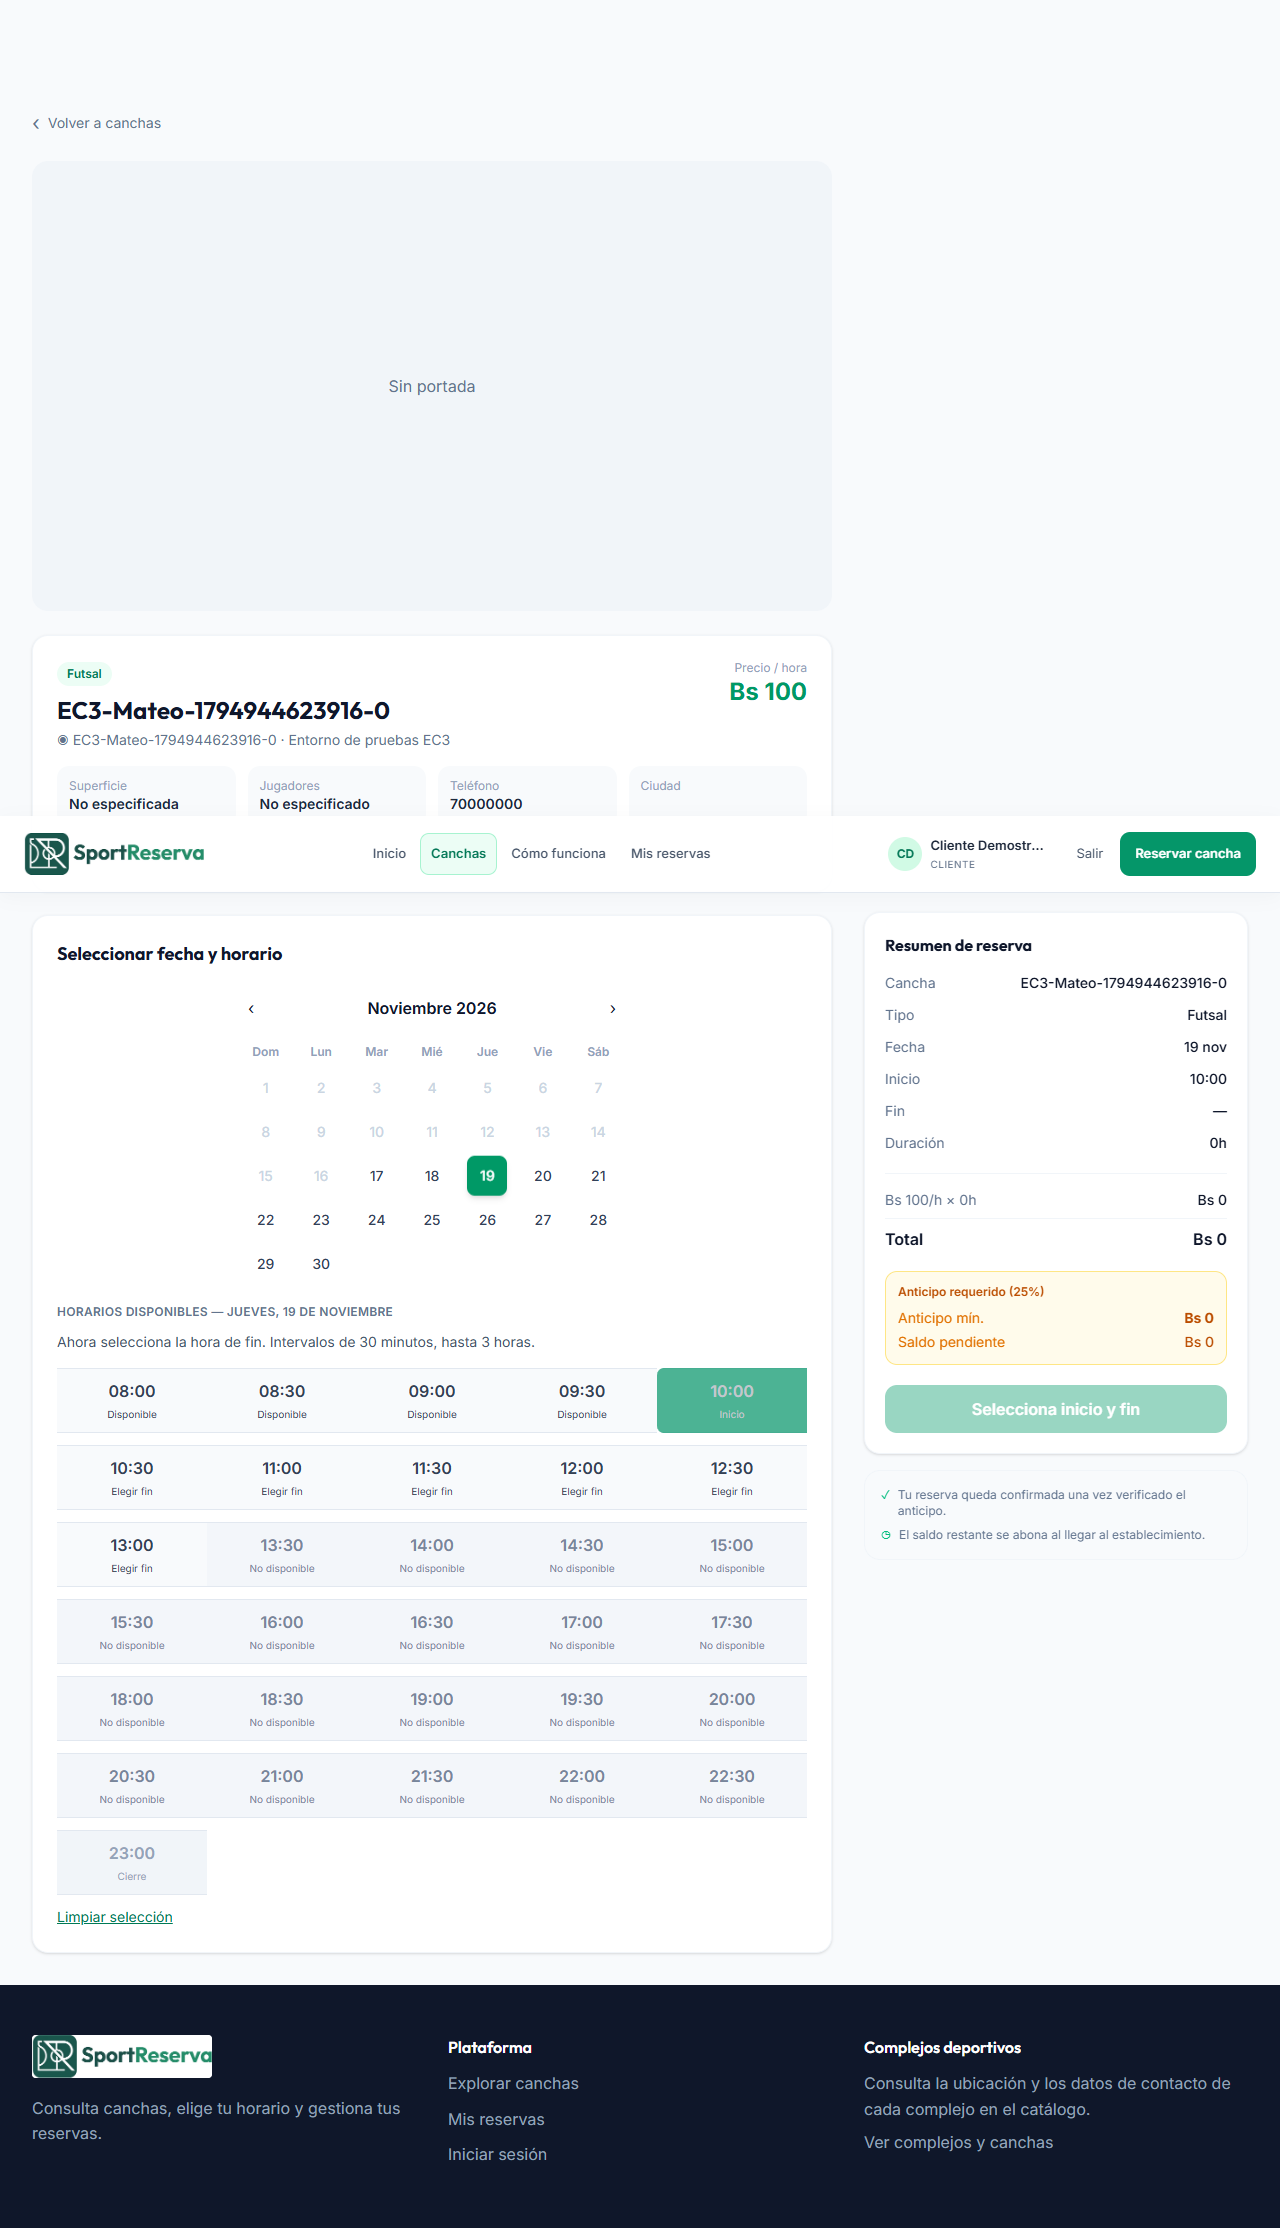 ‹ Volver a canchas
Sin portada
Futsal
Precio / hora
Bs 100
EC3-Mateo-1794944623916-0
◉ EC3-Mateo-1794944623916-0 · Entorno de pruebas EC3
Superficie
No especificada
Jugadores
No especificado
Teléfono
70000000
Ciudad
SportReserva
Inicio
Canchas
Cómo funciona
Mis reservas
CD
Cliente Demostr...
CLIENTE
Salir
Reservar cancha
Seleccionar fecha y horario
‹ Noviembre 2026 ›
Dom Lun Mar Mié Jue Vie Sáb
1 2 3 4 5 6 7
8 9 10 11 12 13 14
15 16 17 18 19 20 21
22 23 24 25 26 27 28
29 30
HORARIOS DISPONIBLES — JUEVES, 19 DE NOVIEMBRE
Ahora selecciona la hora de fin. Intervalos de 30 minutos, hasta 3 horas.
08:00 08:30 09:00 09:30 10:00
Disponible Disponible Disponible Disponible Inicio
10:30 11:00 11:30 12:00 12:30
Elegir fin Elegir fin Elegir fin Elegir fin Elegir fin
13:00 13:30 14:00 14:30 15:00
Elegir fin No disponible No disponible No disponible No disponible
15:30 16:00 16:30 17:00 17:30
No disponible No disponible No disponible No disponible No disponible
18:00 18:30 19:00 19:30 20:00
No disponible No disponible No disponible No disponible No disponible
20:30 21:00 21:30 22:00 22:30
No disponible No disponible No disponible No disponible No disponible
23:00
Cierre
Limpiar selección
Resumen de reserva
Cancha EC3-Mateo-1794944623916-0
Tipo Futsal
Fecha 19 nov
Inicio 10:00
Fin —
Duración 0h
Bs 100/h × 0h Bs 0
Total Bs 0
Anticipo requerido (25%)
Anticipo mín. Bs 0
Saldo pendiente Bs 0
Selecciona inicio y fin
✓ Tu reserva queda confirmada una vez verificado el
anticipo.
◷ El saldo restante se abona al llegar al establecimiento.
SportReserva
Consulta canchas, elige tu horario y gestiona tus
reservas.
Plataforma
Explorar canchas
Mis reservas
Iniciar sesión
Complejos deportivos
Consulta la ubicación y los datos de contacto de
cada complejo en el catálogo.
Ver complejos y canchas